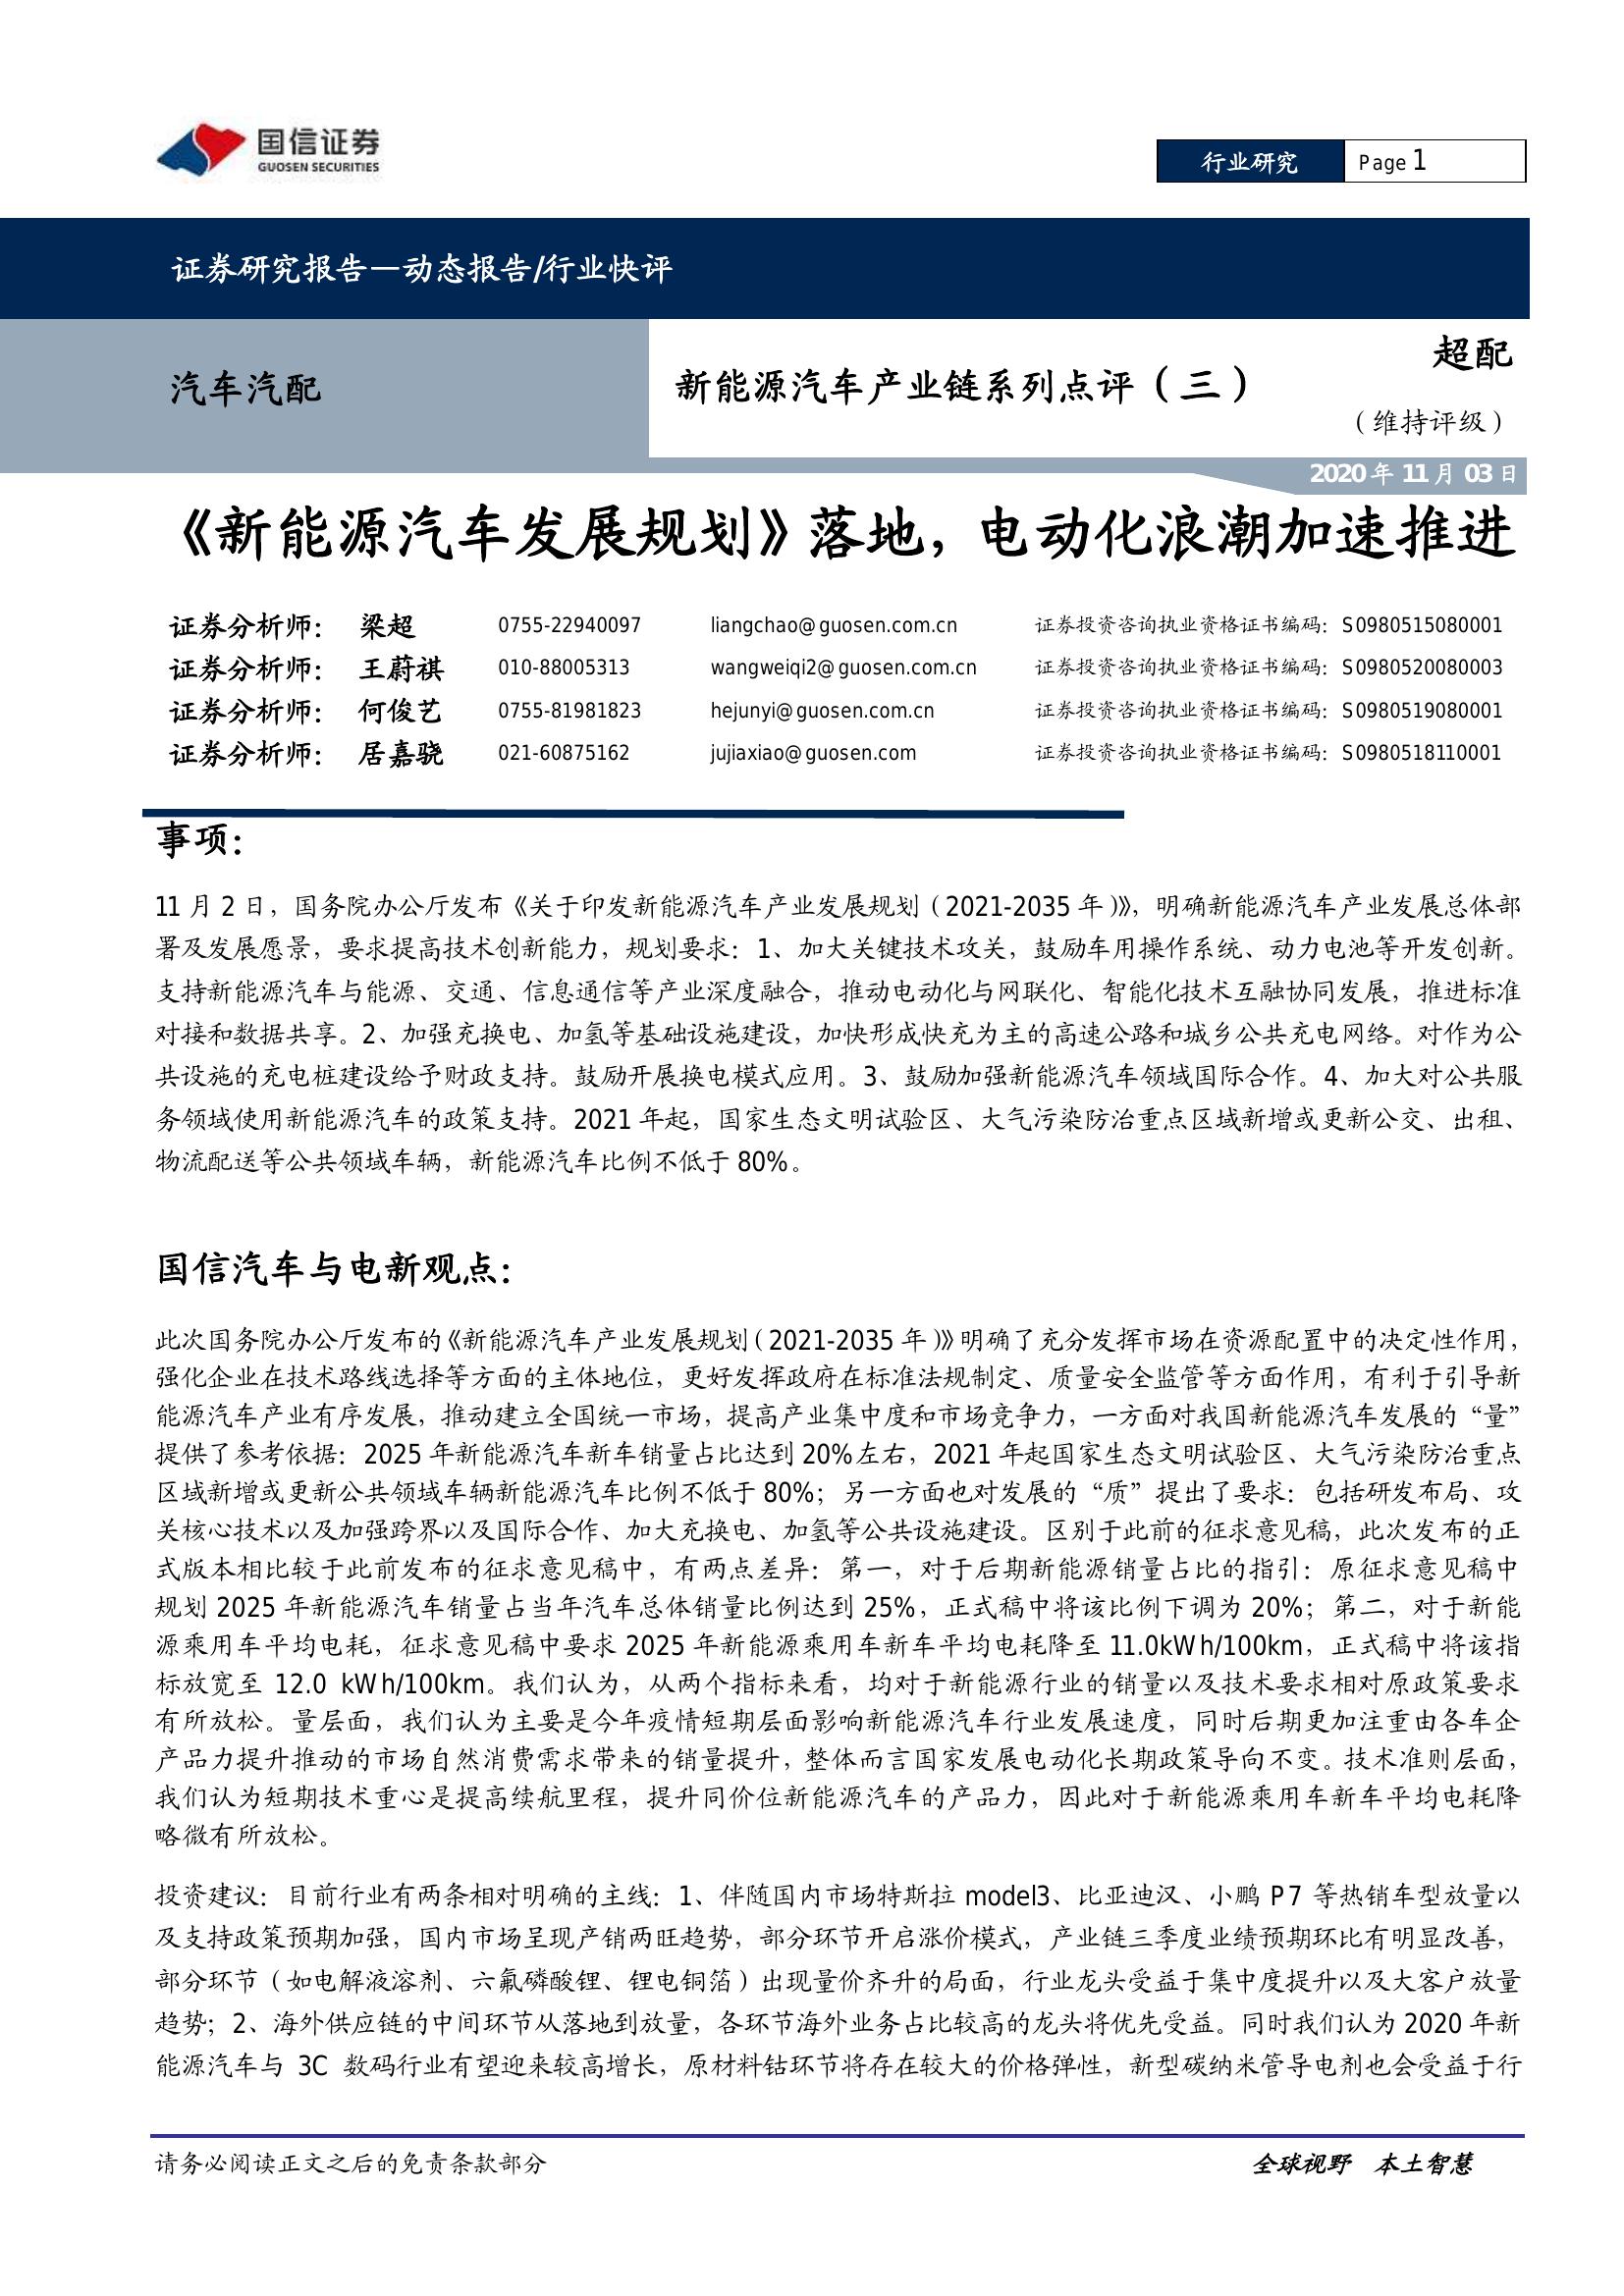 国信证券
GUOSEN SECURITIES
行业研究 Page 1
证券研究报告—动态报告/行业快评
汽车汽配
新能源汽车产业链系列点评（三）
超配
（维持评级）
2020 年 11 月 03 日
《新能源汽车发展规划》落地，电动化浪潮加速推进
证券分析师： 梁超 0755-22940097 liangchao@guosen.com.cn 证券投资咨询执业资格证书编码：S0980515080001
证券分析师： 王蔚祺 010-88005313 wangweiqi2@guosen.com.cn 证券投资咨询执业资格证书编码：S0980520080003
证券分析师： 何俊艺 0755-81981823 hejunyi@guosen.com.cn 证券投资咨询执业资格证书编码：S0980519080001
证券分析师： 居嘉骁 021-60875162 jujiaxiao@guosen.com 证券投资咨询执业资格证书编码：S0980518110001
事项：
11 月 2 日，国务院办公厅发布《关于印发新能源汽车产业发展规划（2021-2035 年）》，明确新能源汽车产业发展总体部
署及发展愿景，要求提高技术创新能力，规划要求：1、加大关键技术攻关，鼓励车用操作系统、动力电池等开发创新。
支持新能源汽车与能源、交通、信息通信等产业深度融合，推动电动化与网联化、智能化技术互融协同发展，推进标准
对接和数据共享。2、加强充换电、加氢等基础设施建设，加快形成快充为主的高速公路和城乡公共充电网络。对作为公
共设施的充电桩建设给予财政支持。鼓励开展换电模式应用。3、鼓励加强新能源汽车领域国际合作。4、加大对公共服
务领域使用新能源汽车的政策支持。2021 年起，国家生态文明试验区、大气污染防治重点区域新增或更新公交、出租、
物流配送等公共领域车辆，新能源汽车比例不低于 80%。
国信汽车与电新观点：
此次国务院办公厅发布的《新能源汽车产业发展规划（2021-2035 年）》明确了充分发挥市场在资源配置中的决定性作用，
强化企业在技术路线选择等方面的主体地位，更好发挥政府在标准法规制定、质量安全监管等方面作用，有利于引导新
能源汽车产业有序发展，推动建立全国统一市场，提高产业集中度和市场竞争力，一方面对我国新能源汽车发展的“量”
提供了参考依据：2025 年新能源汽车新车销量占比达到 20%左右，2021 年起国家生态文明试验区、大气污染防治重点
区域新增或更新公共领域车辆新能源汽车比例不低于 80%；另一方面也对发展的“质”提出了要求：包括研发布局、攻
关核心技术以及加强跨界以及国际合作、加大充换电、加氢等公共设施建设。区别于此前的征求意见稿，此次发布的正
式版本相比较于此前发布的征求意见稿中，有两点差异：第一，对于后期新能源销量占比的指引：原征求意见稿中
规划 2025 年新能源汽车销量占当年汽车总体销量比例达到 25%，正式稿中将该比例下调为 20%；第二，对于新能
源乘用车平均电耗，征求意见稿中要求 2025 年新能源乘用车新车平均电耗降至 11.0kWh/100km，正式稿中将该指
标放宽至 12.0 kWh/100km。我们认为，从两个指标来看，均对于新能源行业的销量以及技术要求相对原政策要求
有所放松。量层面，我们认为主要是今年疫情短期层面影响新能源汽车行业发展速度，同时后期更加注重由各车企
产品力提升推动的市场自然消费需求带来的销量提升，整体而言国家发展电动化长期政策导向不变。技术准则层面，
我们认为短期技术重心是提高续航里程，提升同价位新能源汽车的产品力，因此对于新能源乘用车新车平均电耗降
略微有所放松。
投资建议：目前行业有两条相对明确的主线：1、伴随国内市场特斯拉 model3、比亚迪汉、小鹏 P7 等热销车型放量以
及支持政策预期加强，国内市场呈现产销两旺趋势，部分环节开启涨价模式，产业链三季度业绩预期环比有明显改善，
部分环节（如电解液溶剂、六氟磷酸锂、锂电铜箔）出现量价齐升的局面，行业龙头受益于集中度提升以及大客户放量
趋势；2、海外供应链的中间环节从落地到放量，各环节海外业务占比较高的龙头将优先受益。同时我们认为 2020 年新
能源汽车与 3C 数码行业有望迎来较高增长，原材料钴环节将存在较大的价格弹性，新型碳纳米管导电剂也会受益于行
请务必阅读正文之后的免责条款部分
全球视野 本土智慧